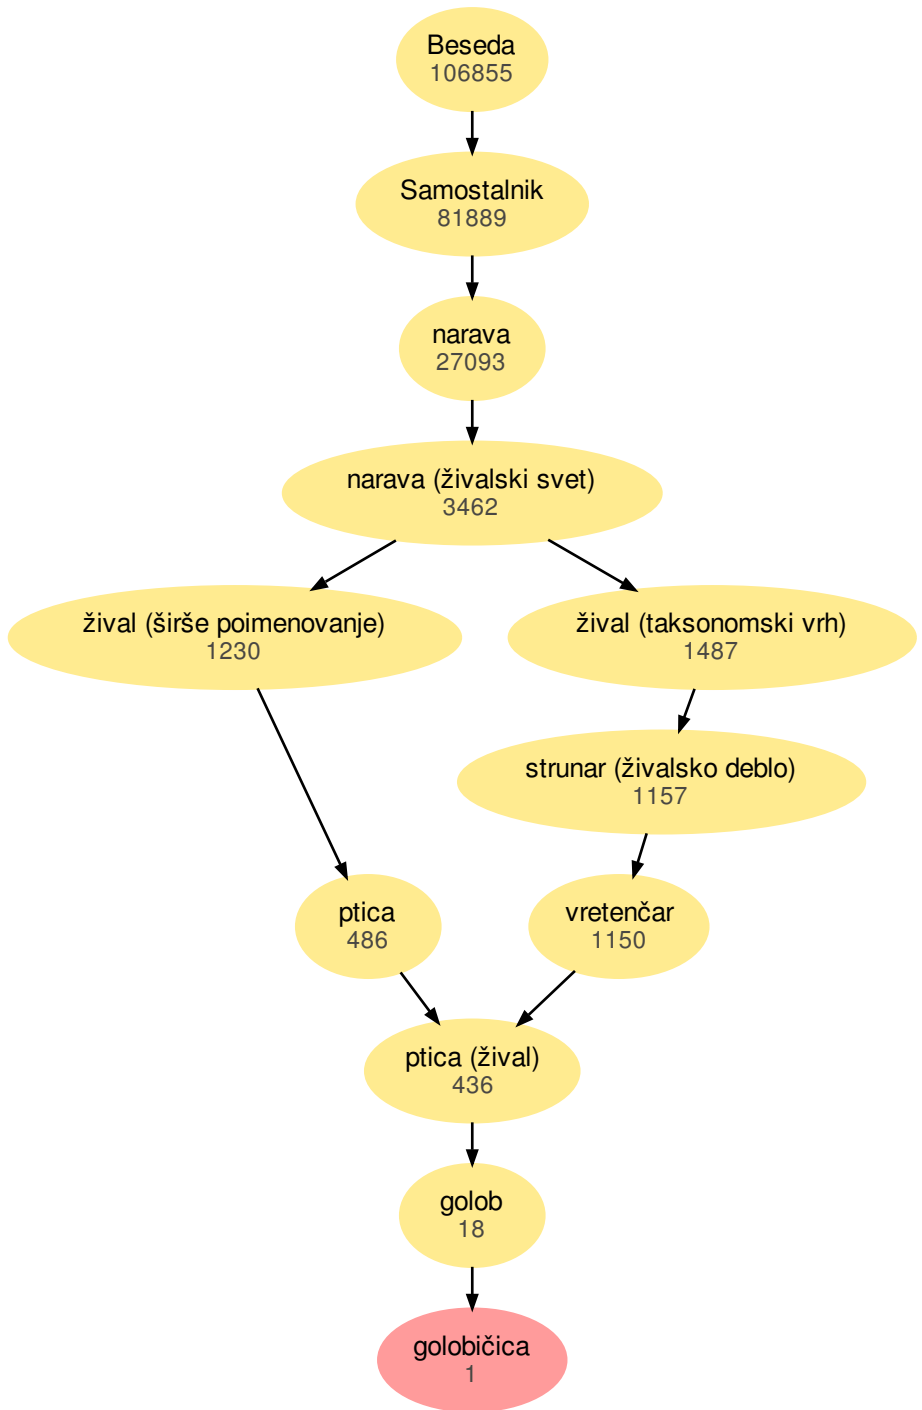 Beseda
106855
Samostalnik
81889
narava
27093
narava (živalski svet)
3462
žival (širše poimenovanje)
1230
žival (taksonomski vrh)
1487
strunar (živalsko deblo)
1157
ptica
486
vretenčar
1150
ptica (žival)
436
golob
18
golobičica
1